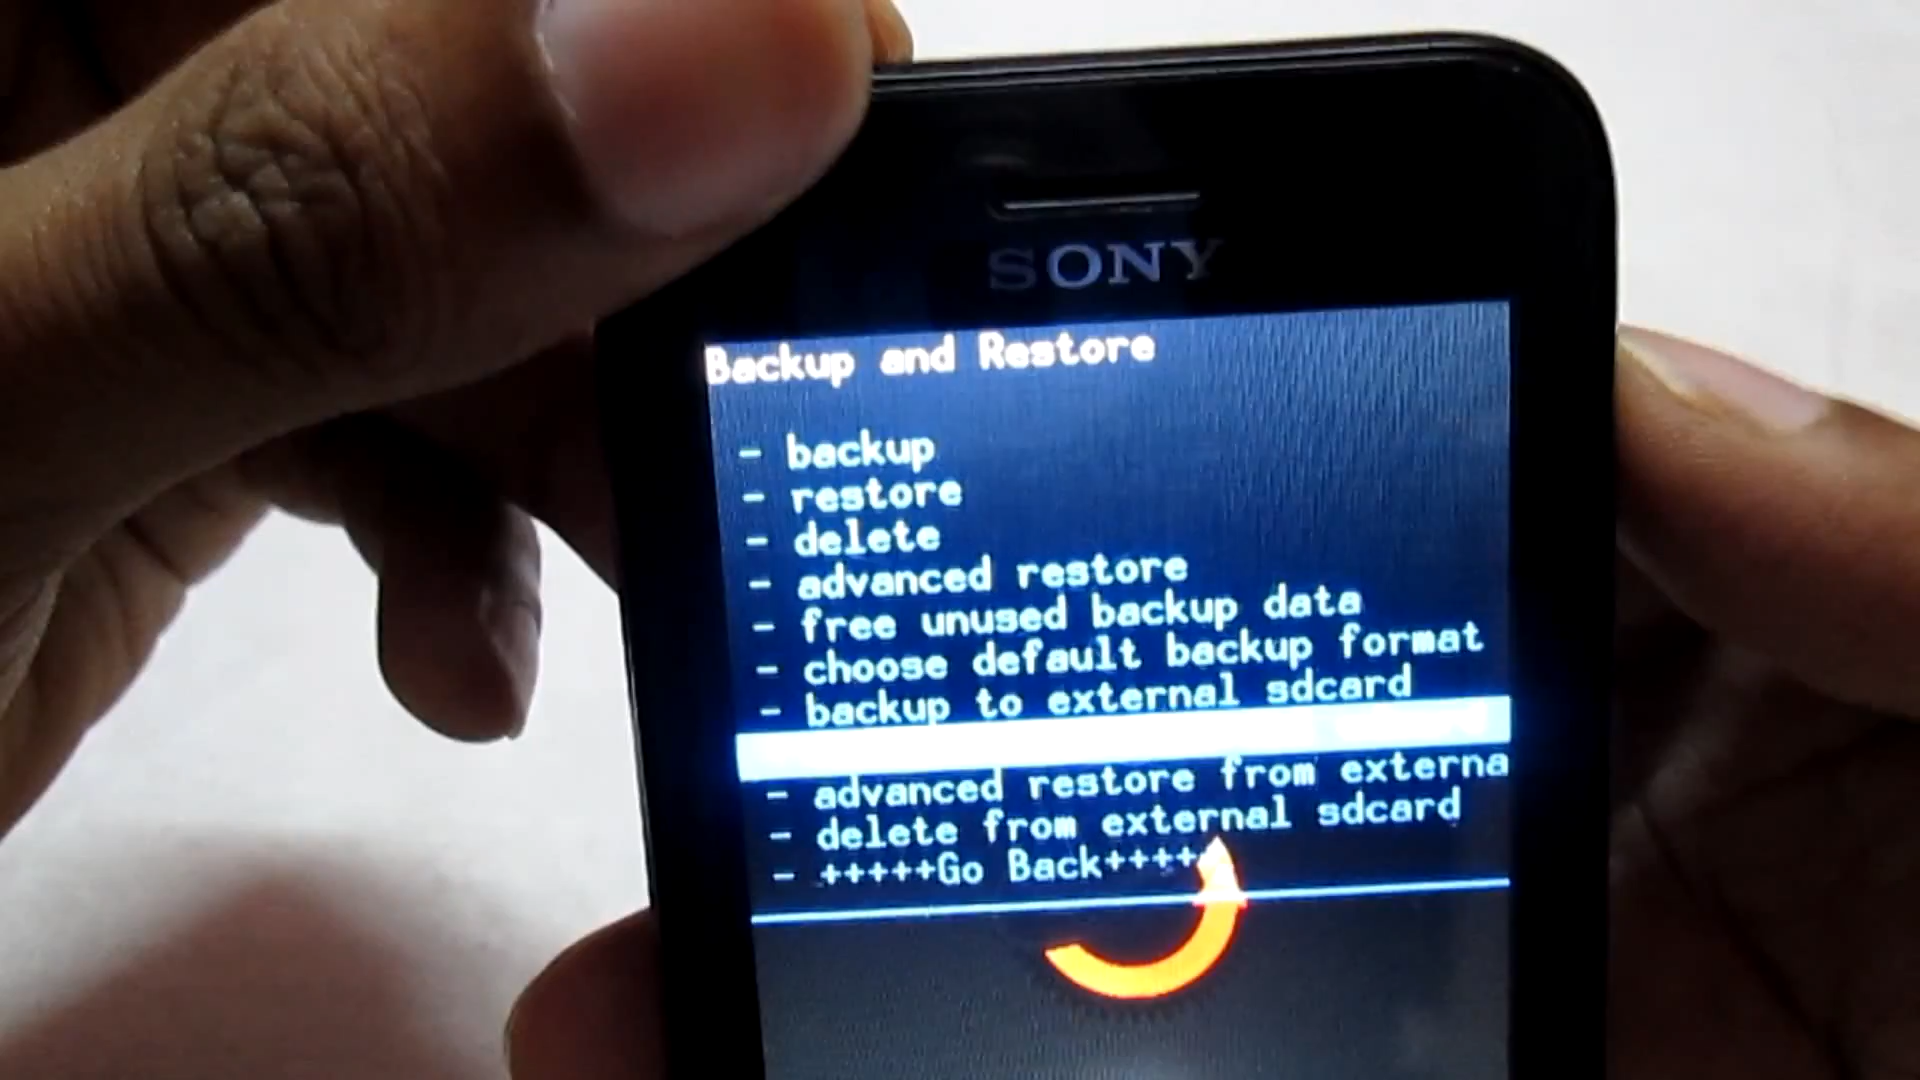 SONY
Backup and Restore
- backup
- restore
- delete
- advanced restore
- free unused backup data
- choose default backup format
- backup to external sdcard
- advanced restore from externa
- delete from external sdcard
- +++++Go Back++++